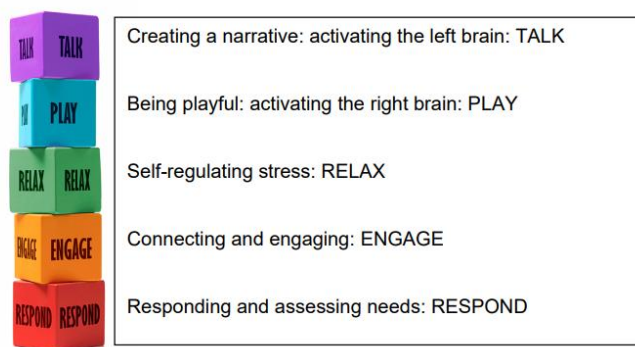 TALK TALK
Creating a narrative: activating the left brain: TALK
PLAY PLAY
Being playful: activating the right brain: PLAY
RELAX RELAX
Self-regulating stress: RELAX
ENGAGE ENGAGE
Connecting and engaging: ENGAGE
RESPOND RESPOND
Responding and assessing needs: RESPOND